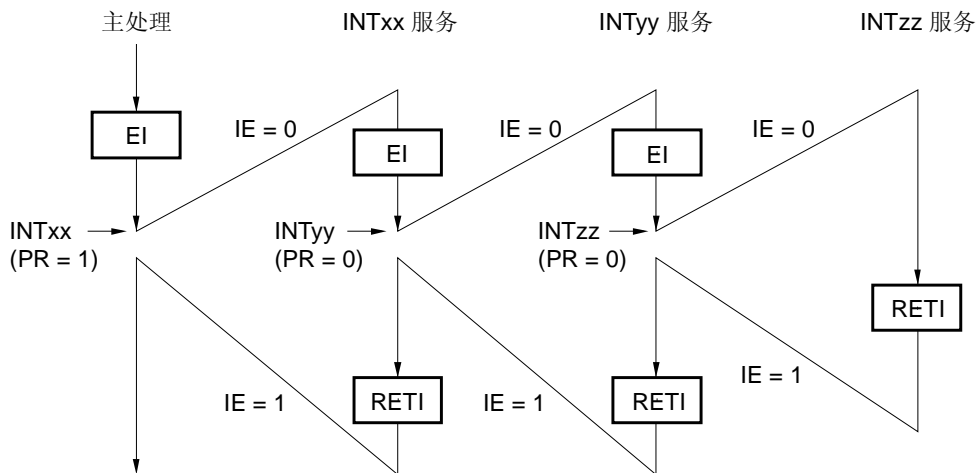 主处理
INTxx 服务
INTyy 服务
INTzz 服务
EI
IE = 0
EI
IE = 0
EI
IE = 0
INTxx
(PR = 1)
INTyy
(PR = 0)
INTzz
(PR = 0)
RETI
IE = 1
RETI
IE = 1
RETI
IE = 1